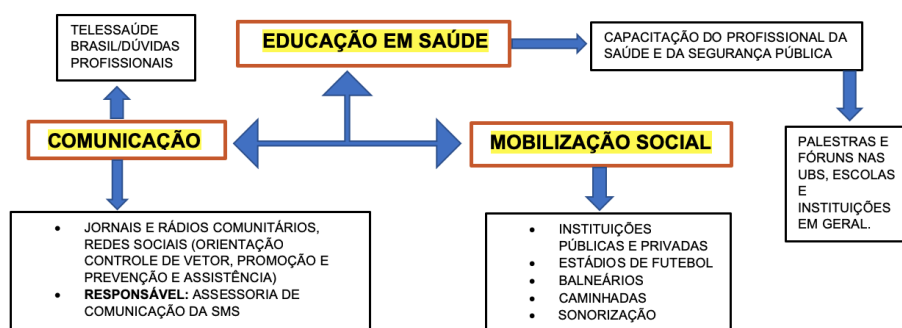 TELESSAÚDE
BRASIL/DÚVIDAS
PROFISSIONAIS
EDUCAÇÃO EM SAÚDE
CAPACITAÇÃO DO PROFISSIONAL DA
SAÚDE E DA SEGURANÇA PÚBLICA
COMUNICAÇÃO
MOBILIZAÇÃO SOCIAL
PALESTRAS E
FÓRUNS NAS
UBS, ESCOLAS
E
INSTITUIÇÕES
EM GERAL.
• JORNAIS E RÁDIOS COMUNITÁRIOS,
REDES SOCIAIS (ORIENTAÇÃO
CONTROLE DE VETOR, PROMOÇÃO E
PREVENÇÃO E ASSISTÊNCIA)
• RESPONSÁVEL: ASSESSORIA DE
COMUNICAÇÃO DA SMS
• INSTITUIÇÕES
PÚBLICAS E PRIVADAS
• ESTÁDIOS DE FUTEBOL
• BALNEÁRIOS
• CAMINHADAS
• SONORIZAÇÃO